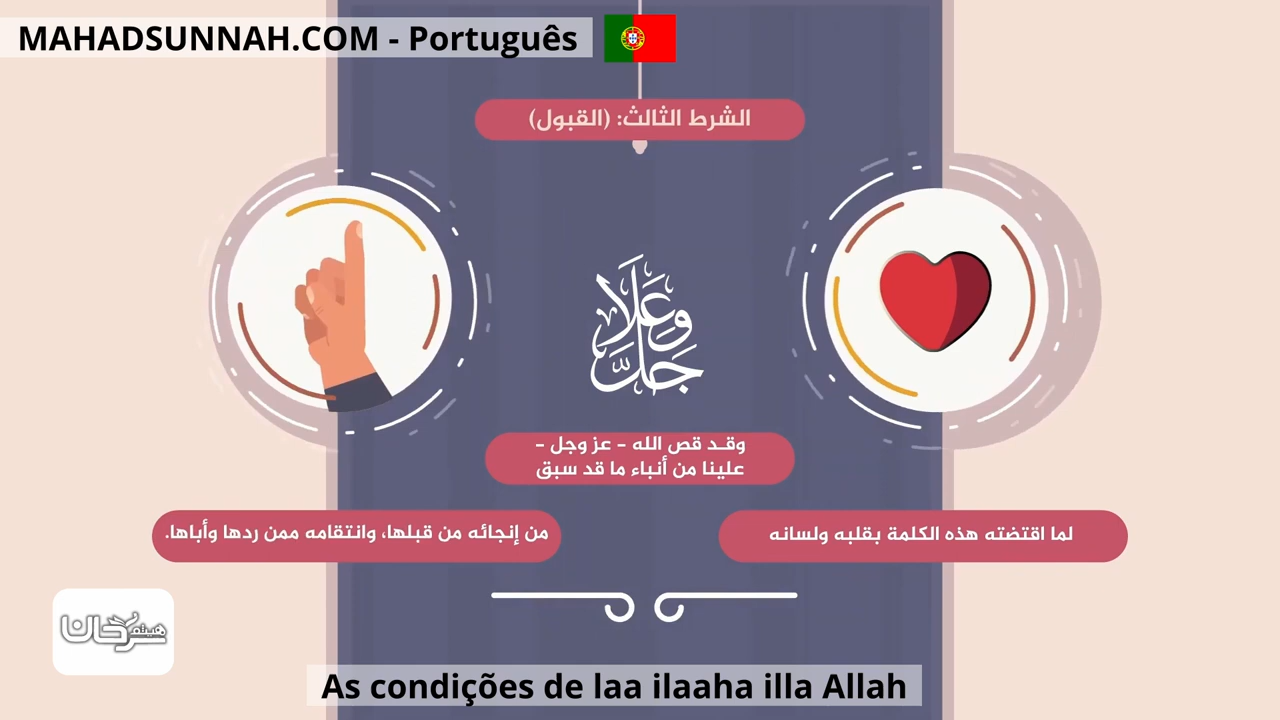 MAHADSUNNAH.COM - Português
الشرط الثالث: (القبول)
جل وعلا
وقد قص الله - عز وجل -
علينا من أنباء ما قد سبق
لما اقتضته هذه الكلمة بقلبه ولسانه
من إنجائه من قبلها، وانتقامه ممن ردها وأباها.
هيثم سرحان
As condições de laa ilaaha illa Allah